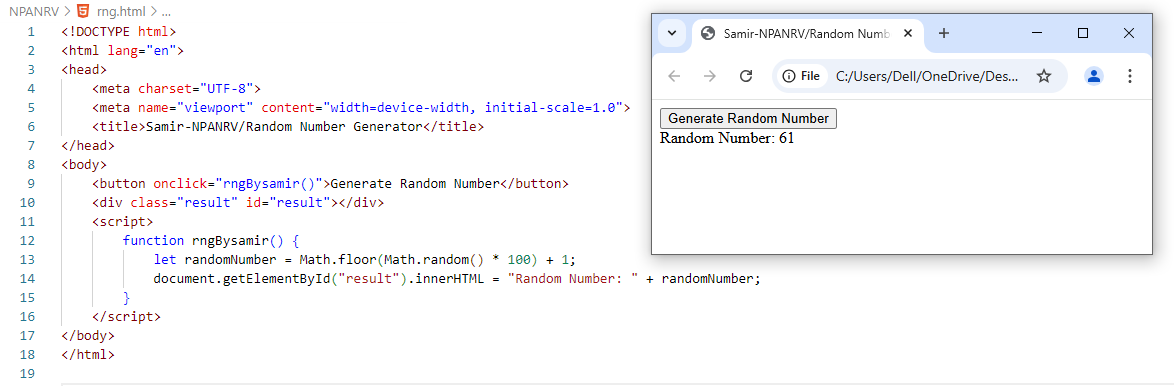 NPANRV > rng.html > ...
1 <!DOCTYPE html>
2 <html lang="en">
3 <head>
4 <meta charset="UTF-8">
5 <meta name="viewport" content="width=device-width, initial-scale=1.0">
6 <title>Samir-NPANRV/Random Number Generator</title>
7 </head>
8 <body>
9 <button onclick="rngBysamir()">Generate Random Number</button>
10 <div class="result" id="result"></div>
11 <script>
12 function rngBysamir() {
13 let randomNumber = Math.floor(Math.random() * 100) + 1;
14 document.getElementById("result").innerHTML = "Random Number: " + randomNumber;
15 }
16 </script>
17 </body>
18 </html>
19
Samir-NPANRV/Random Numb
File C:/Users/Dell/OneDrive/Des...
Generate Random Number
Random Number: 61